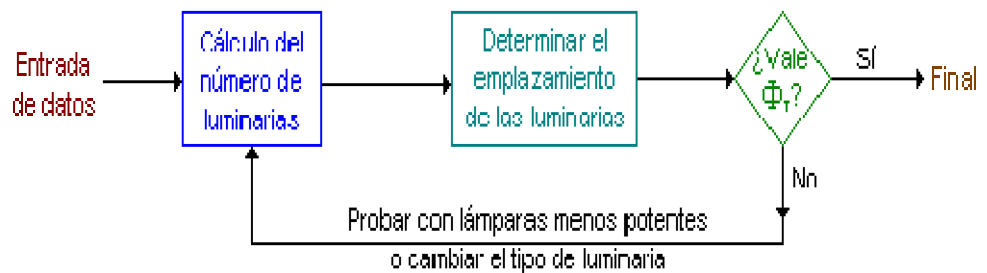 Entrada
de datos
Cálculo del
número de
luminarias
Determinar el
emplazamiento
de las luminarias
¿Vale
ΦT?
Sí
Final
No
Probar con lámparas menos potentes
o cambiar el tipo de luminaria